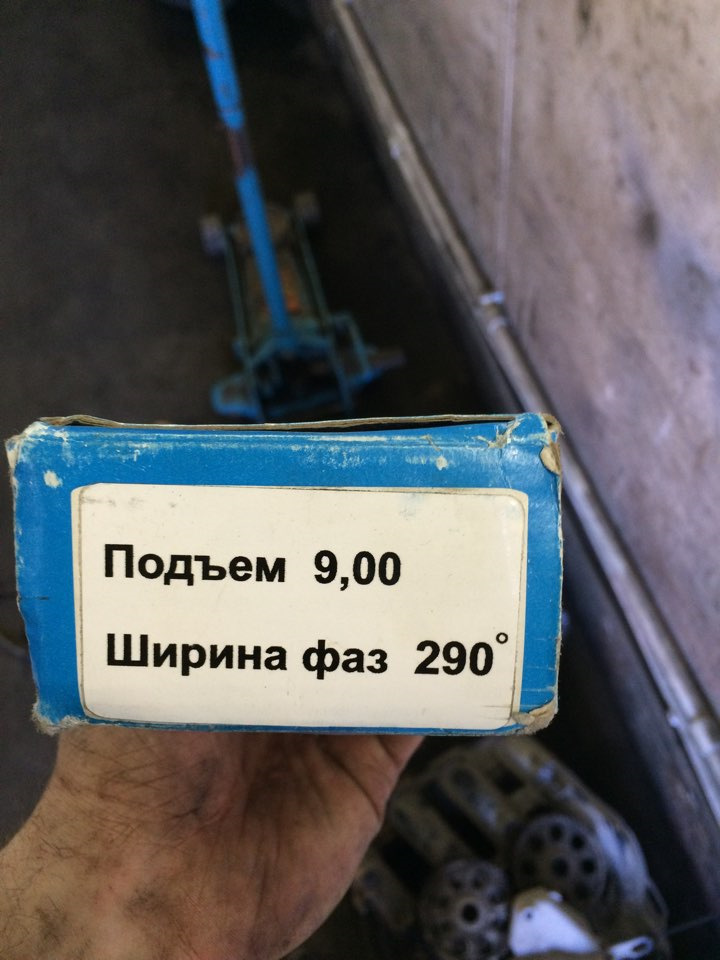 Подъем 9,00
Ширина фаз 290°